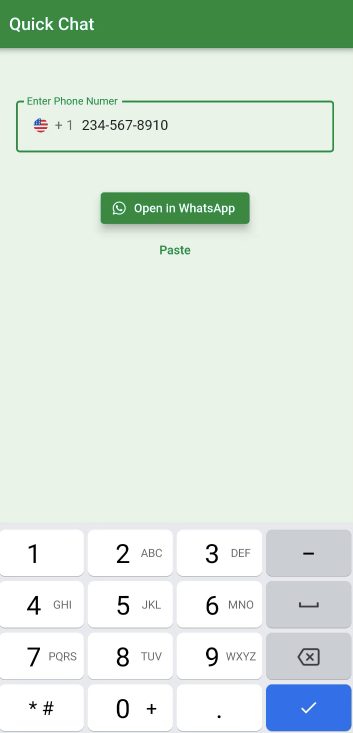 Quick Chat
Enter Phone Numer
+ 1 234-567-8910
Open in WhatsApp
Paste
1 2 ABC 3 DEF –
4 GHI 5 JKL 6 MNO
7 PQRS 8 TUV 9 WXYZ
* # 0 + .